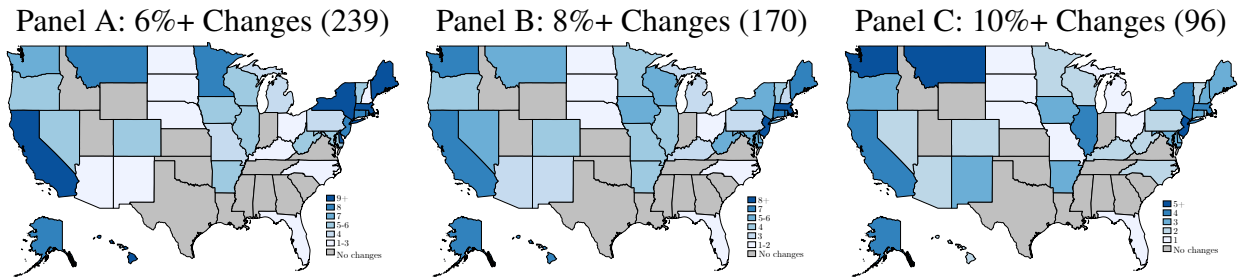 Panel A: 6%+ Changes (239)
9+
8
7
5-6
4
1-3
No changes
Panel B: 8%+ Changes (170)
8+
7
5-6
4
3
1-2
No changes
Panel C: 10%+ Changes (96)
5+
4
3
2
1
No changes